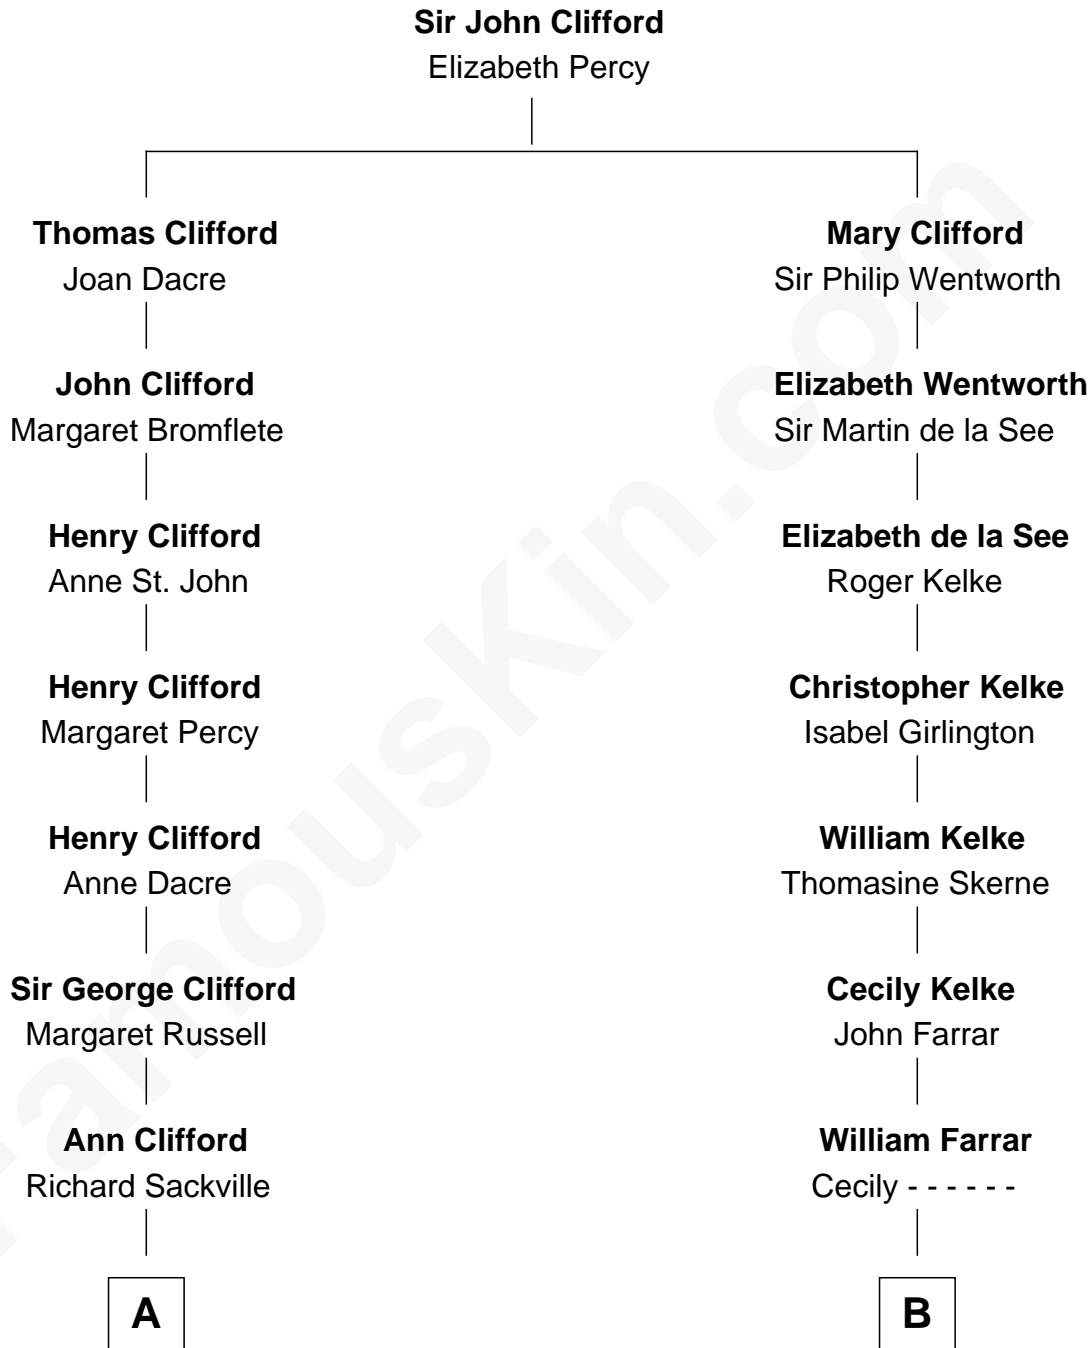 Sir John Clifford
Elizabeth Percy
Thomas Clifford
Joan Dacre
John Clifford
Margaret Bromflete
Henry Clifford
Anne St. John
Henry Clifford
Margaret Percy
Henry Clifford
Anne Dacre
Sir George Clifford
Margaret Russell
Ann Clifford
Richard Sackville
A
Mary Clifford
Sir Philip Wentworth
Elizabeth Wentworth
Sir Martin de la See
Elizabeth de la See
Roger Kelke
Christopher Kelke
Isabel Girlington
William Kelke
Thomasine Skerne
Cecily Kelke
John Farrar
William Farrar
Cecily - - - - - -
B
FamousKin.com